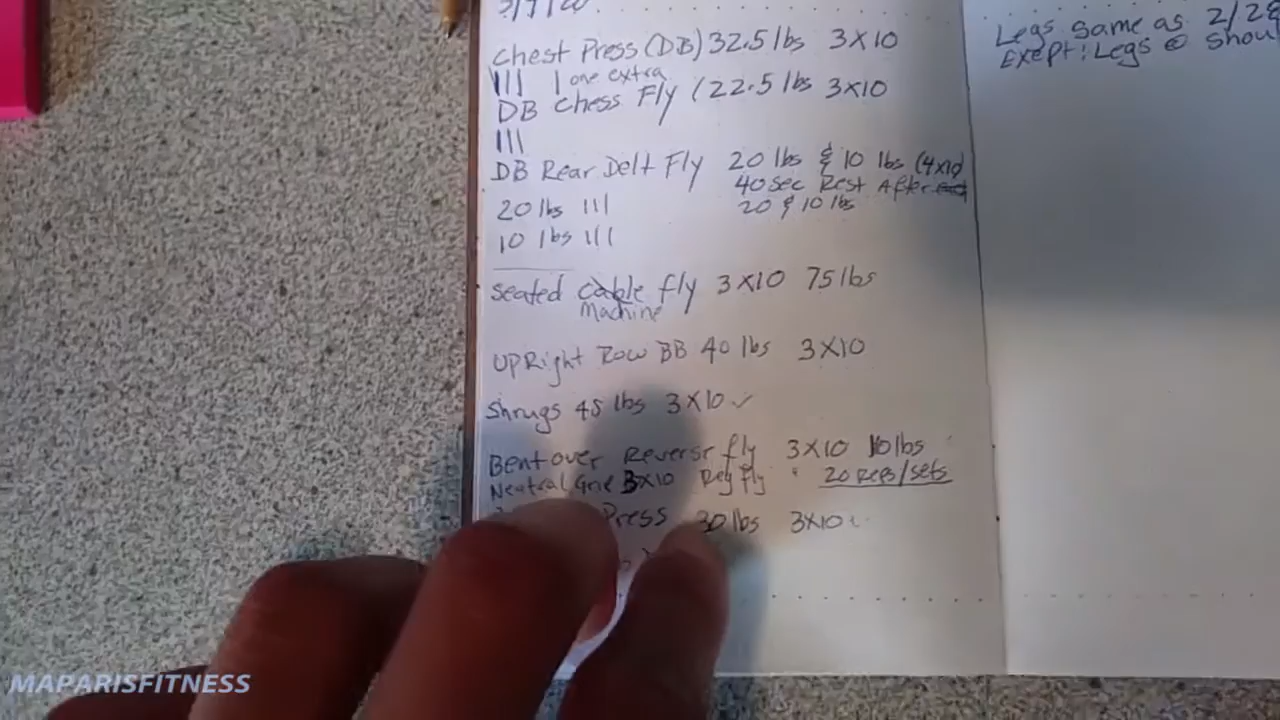 Chest Press (DB) 32.5 lbs 3x10
||| | one extra
DB Chess Fly (22.5 lbs 3x10
|||
DB Rear Delt Fly 20 lbs & 10 lbs (4x10)
40 sec Rest After
20 lbs ||| 20 & 10 lbs
10 lbs |||
Seated cable fly 3x10 75 lbs
Machine
UPRight Row BB 40 lbs 3x10
Shrugs 45 lbs 3x10 ✓
Bent over Reverse fly 3x10 10 lbs
Neutral Grie 3x10 Reg fly 20 Reps/sets
Press 30 lbs 3x10
Legs Same as 2/28
Exept: Legs @
MAPARISFITNESS